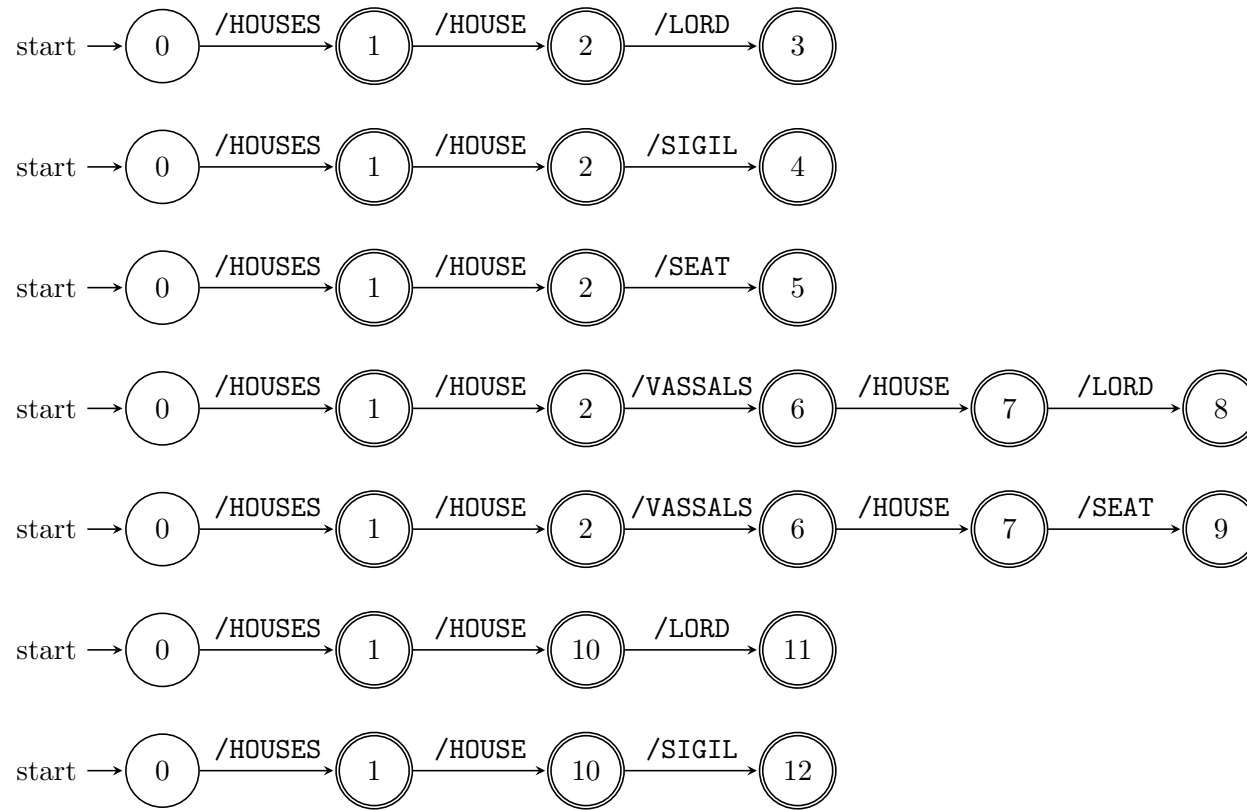 start 0 /HOUSES 1 /HOUSE 2 /LORD 3
start 0 /HOUSES 1 /HOUSE 2 /SIGIL 4
start 0 /HOUSES 1 /HOUSE 2 /SEAT 5
start 0 /HOUSES 1 /HOUSE 2 /VASSALS 6 /HOUSE 7 /LORD 8
start 0 /HOUSES 1 /HOUSE 2 /VASSALS 6 /HOUSE 7 /SEAT 9
start 0 /HOUSES 1 /HOUSE 10 /LORD 11
start 0 /HOUSES 1 /HOUSE 10 /SIGIL 12